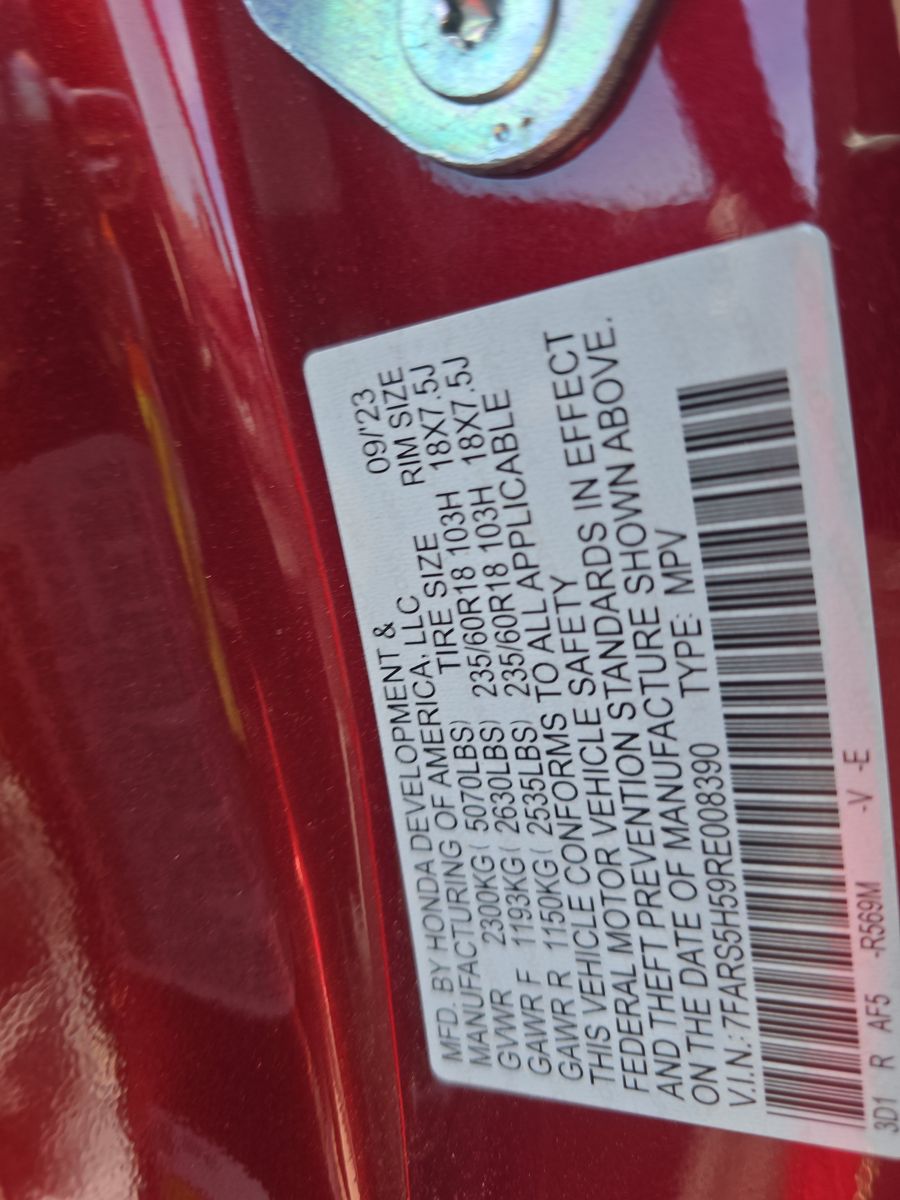 MFD. BY HONDA DEVELOPMENT & 09/'23
MANUFACTURING OF AMERICA, LLC RIM SIZE
TIRE SIZE
GVWR 2300KG( 5070LBS) 235/60R18 103H 18X7.5J
GAWR F 1193KG( 2630LBS) 235/60R18 103H 18X7.5J
GAWR R 1150KG( 2535LBS)
THIS VEHICLE CONFORMS TO ALL APPLICABLE
FEDERAL MOTOR VEHICLE SAFETY
AND THEFT PREVENTION STANDARDS IN EFFECT
ON THE DATE OF MANUFACTURE SHOWN ABOVE.
V.I.N.: 7FARS5H59RE008390 TYPE: MPV
3D1 R AF5 -R569M -V -E